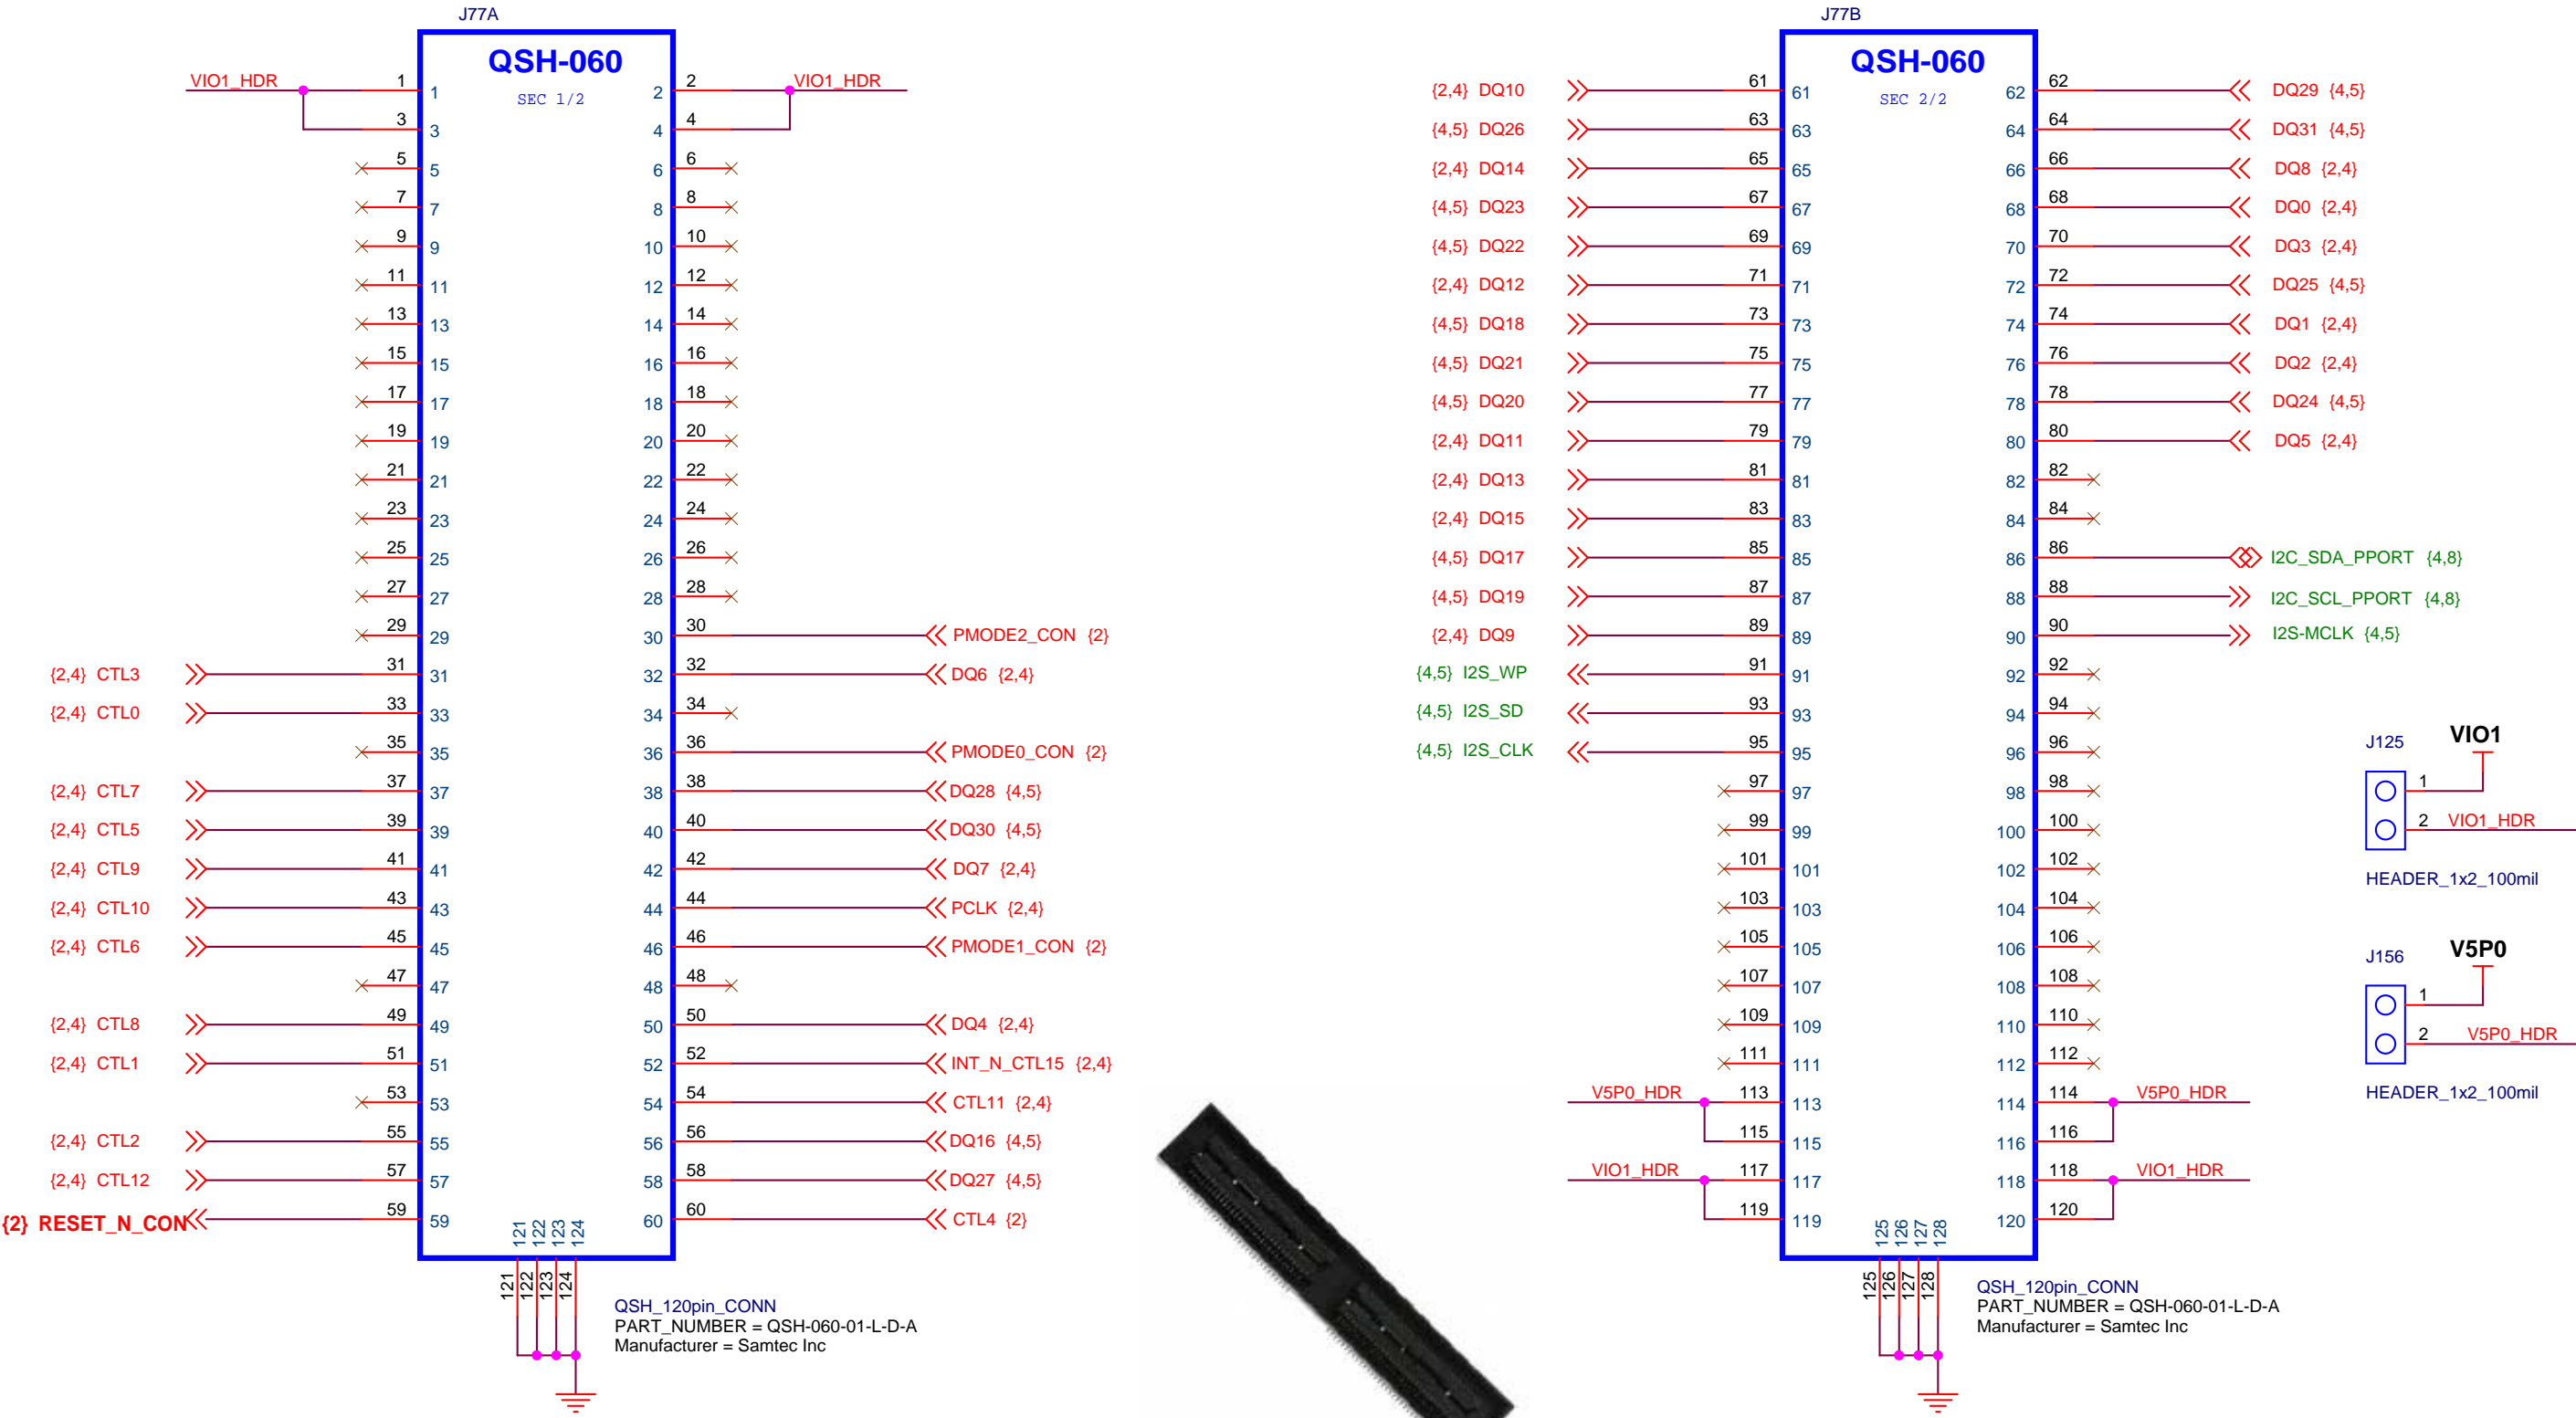 J77A
QSH-060
SEC 1/2
VIO1_HDR 1 1 2 2 VIO1_HDR
3 3 4 4
5 5 6 6
7 7 8 8
9 9 10 10
11 11 12 12
13 13 14 14
15 15 16 16
17 17 18 18
19 19 20 20
21 21 22 22
23 23 24 24
25 25 26 26
27 27 28 28
29 29 30 30 PMODE2_CON {2}
{2,4} CTL3 31 31 32 32 DQ6 {2,4}
{2,4} CTL0 33 33 34 34
35 35 36 36 PMODE0_CON {2}
{2,4} CTL7 37 37 38 38 DQ28 {4,5}
{2,4} CTL5 39 39 40 40 DQ30 {4,5}
{2,4} CTL9 41 41 42 42 DQ7 {2,4}
{2,4} CTL10 43 43 44 44 PCLK {2,4}
{2,4} CTL6 45 45 46 46 PMODE1_CON {2}
47 47 48 48
{2,4} CTL8 49 49 50 50 DQ4 {2,4}
{2,4} CTL1 51 51 52 52 INT_N_CTL15 {2,4}
53 53 54 54 CTL11 {2,4}
{2,4} CTL2 55 55 56 56 DQ16 {4,5}
{2,4} CTL12 57 57 58 58 DQ27 {4,5}
{2} RESET_N_CON 59 59 60 60 CTL4 {2}
121 122 123 124
121 122 123 124
QSH_120pin_CONN
PART_NUMBER = QSH-060-01-L-D-A
Manufacturer = Samtec Inc
J77B
QSH-060
SEC 2/2
{2,4} DQ10 61 61 62 62 DQ29 {4,5}
{4,5} DQ26 63 63 64 64 DQ31 {4,5}
{2,4} DQ14 65 65 66 66 DQ8 {2,4}
{4,5} DQ23 67 67 68 68 DQ0 {2,4}
{4,5} DQ22 69 69 70 70 DQ3 {2,4}
{2,4} DQ12 71 71 72 72 DQ25 {4,5}
{4,5} DQ18 73 73 74 74 DQ1 {2,4}
{4,5} DQ21 75 75 76 76 DQ2 {2,4}
{4,5} DQ20 77 77 78 78 DQ24 {4,5}
{2,4} DQ11 79 79 80 80 DQ5 {2,4}
{2,4} DQ13 81 81 82 82
{2,4} DQ15 83 83 84 84
{4,5} DQ17 85 85 86 86 I2C_SDA_PPORT {4,8}
{4,5} DQ19 87 87 88 88 I2C_SCL_PPORT {4,8}
{2,4} DQ9 89 89 90 90 I2S-MCLK {4,5}
{4,5} I2S_WP 91 91 92 92
{4,5} I2S_SD 93 93 94 94
{4,5} I2S_CLK 95 95 96 96
97 97 98 98
99 99 100 100
101 101 102 102
103 103 104 104
105 105 106 106
107 107 108 108
109 109 110 110
111 111 112 112
V5P0_HDR 113 113 114 114 V5P0_HDR
115 115 116 116
VIO1_HDR 117 117 118 118 VIO1_HDR
119 119 120 120
125 126 127 128
125 126 127 128
QSH_120pin_CONN
PART_NUMBER = QSH-060-01-L-D-A
Manufacturer = Samtec Inc
J125 VIO1
1
2 VIO1_HDR
HEADER_1x2_100mil
J156 V5P0
1
2 V5P0_HDR
HEADER_1x2_100mil